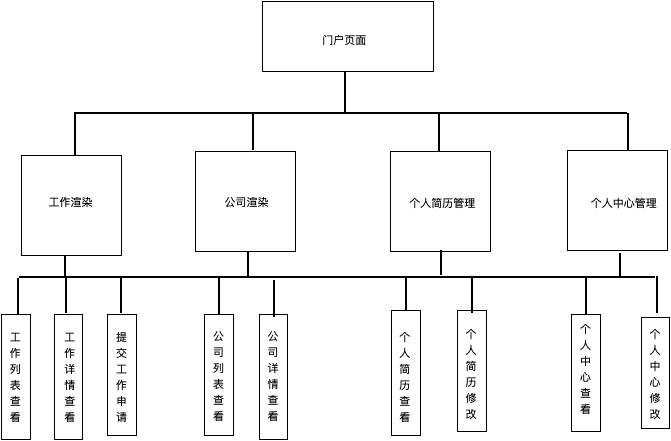 门户页面
工作渲染
公司渲染
个人简历管理
个人中心管理
工作列表查看
工作详情查看
提交工作申请
公司列表查看
公司详情查看
个人简历查看
个人简历修改
个人中心查看
个人中心修改